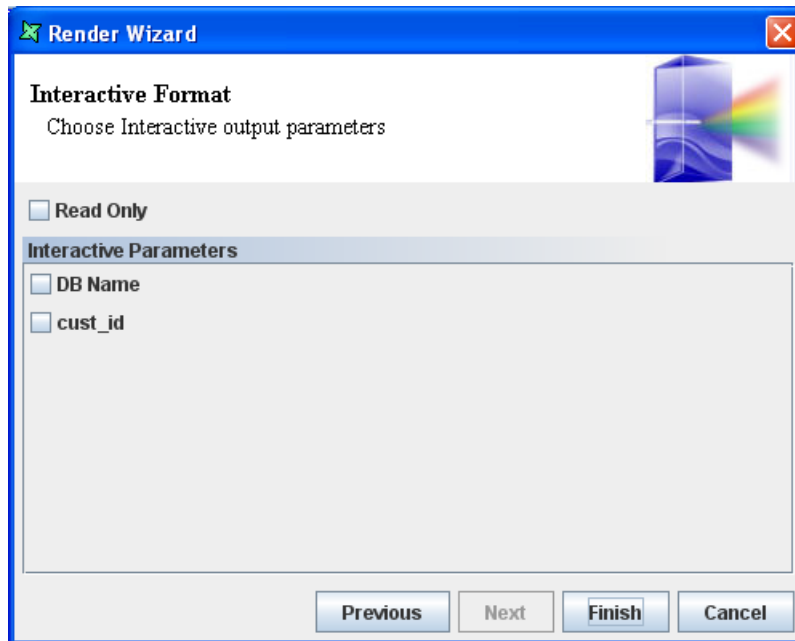 Render Wizard
Interactive Format
Choose Interactive output parameters
Read Only
Interactive Parameters
DB Name
cust_id
Previous Next Finish Cancel